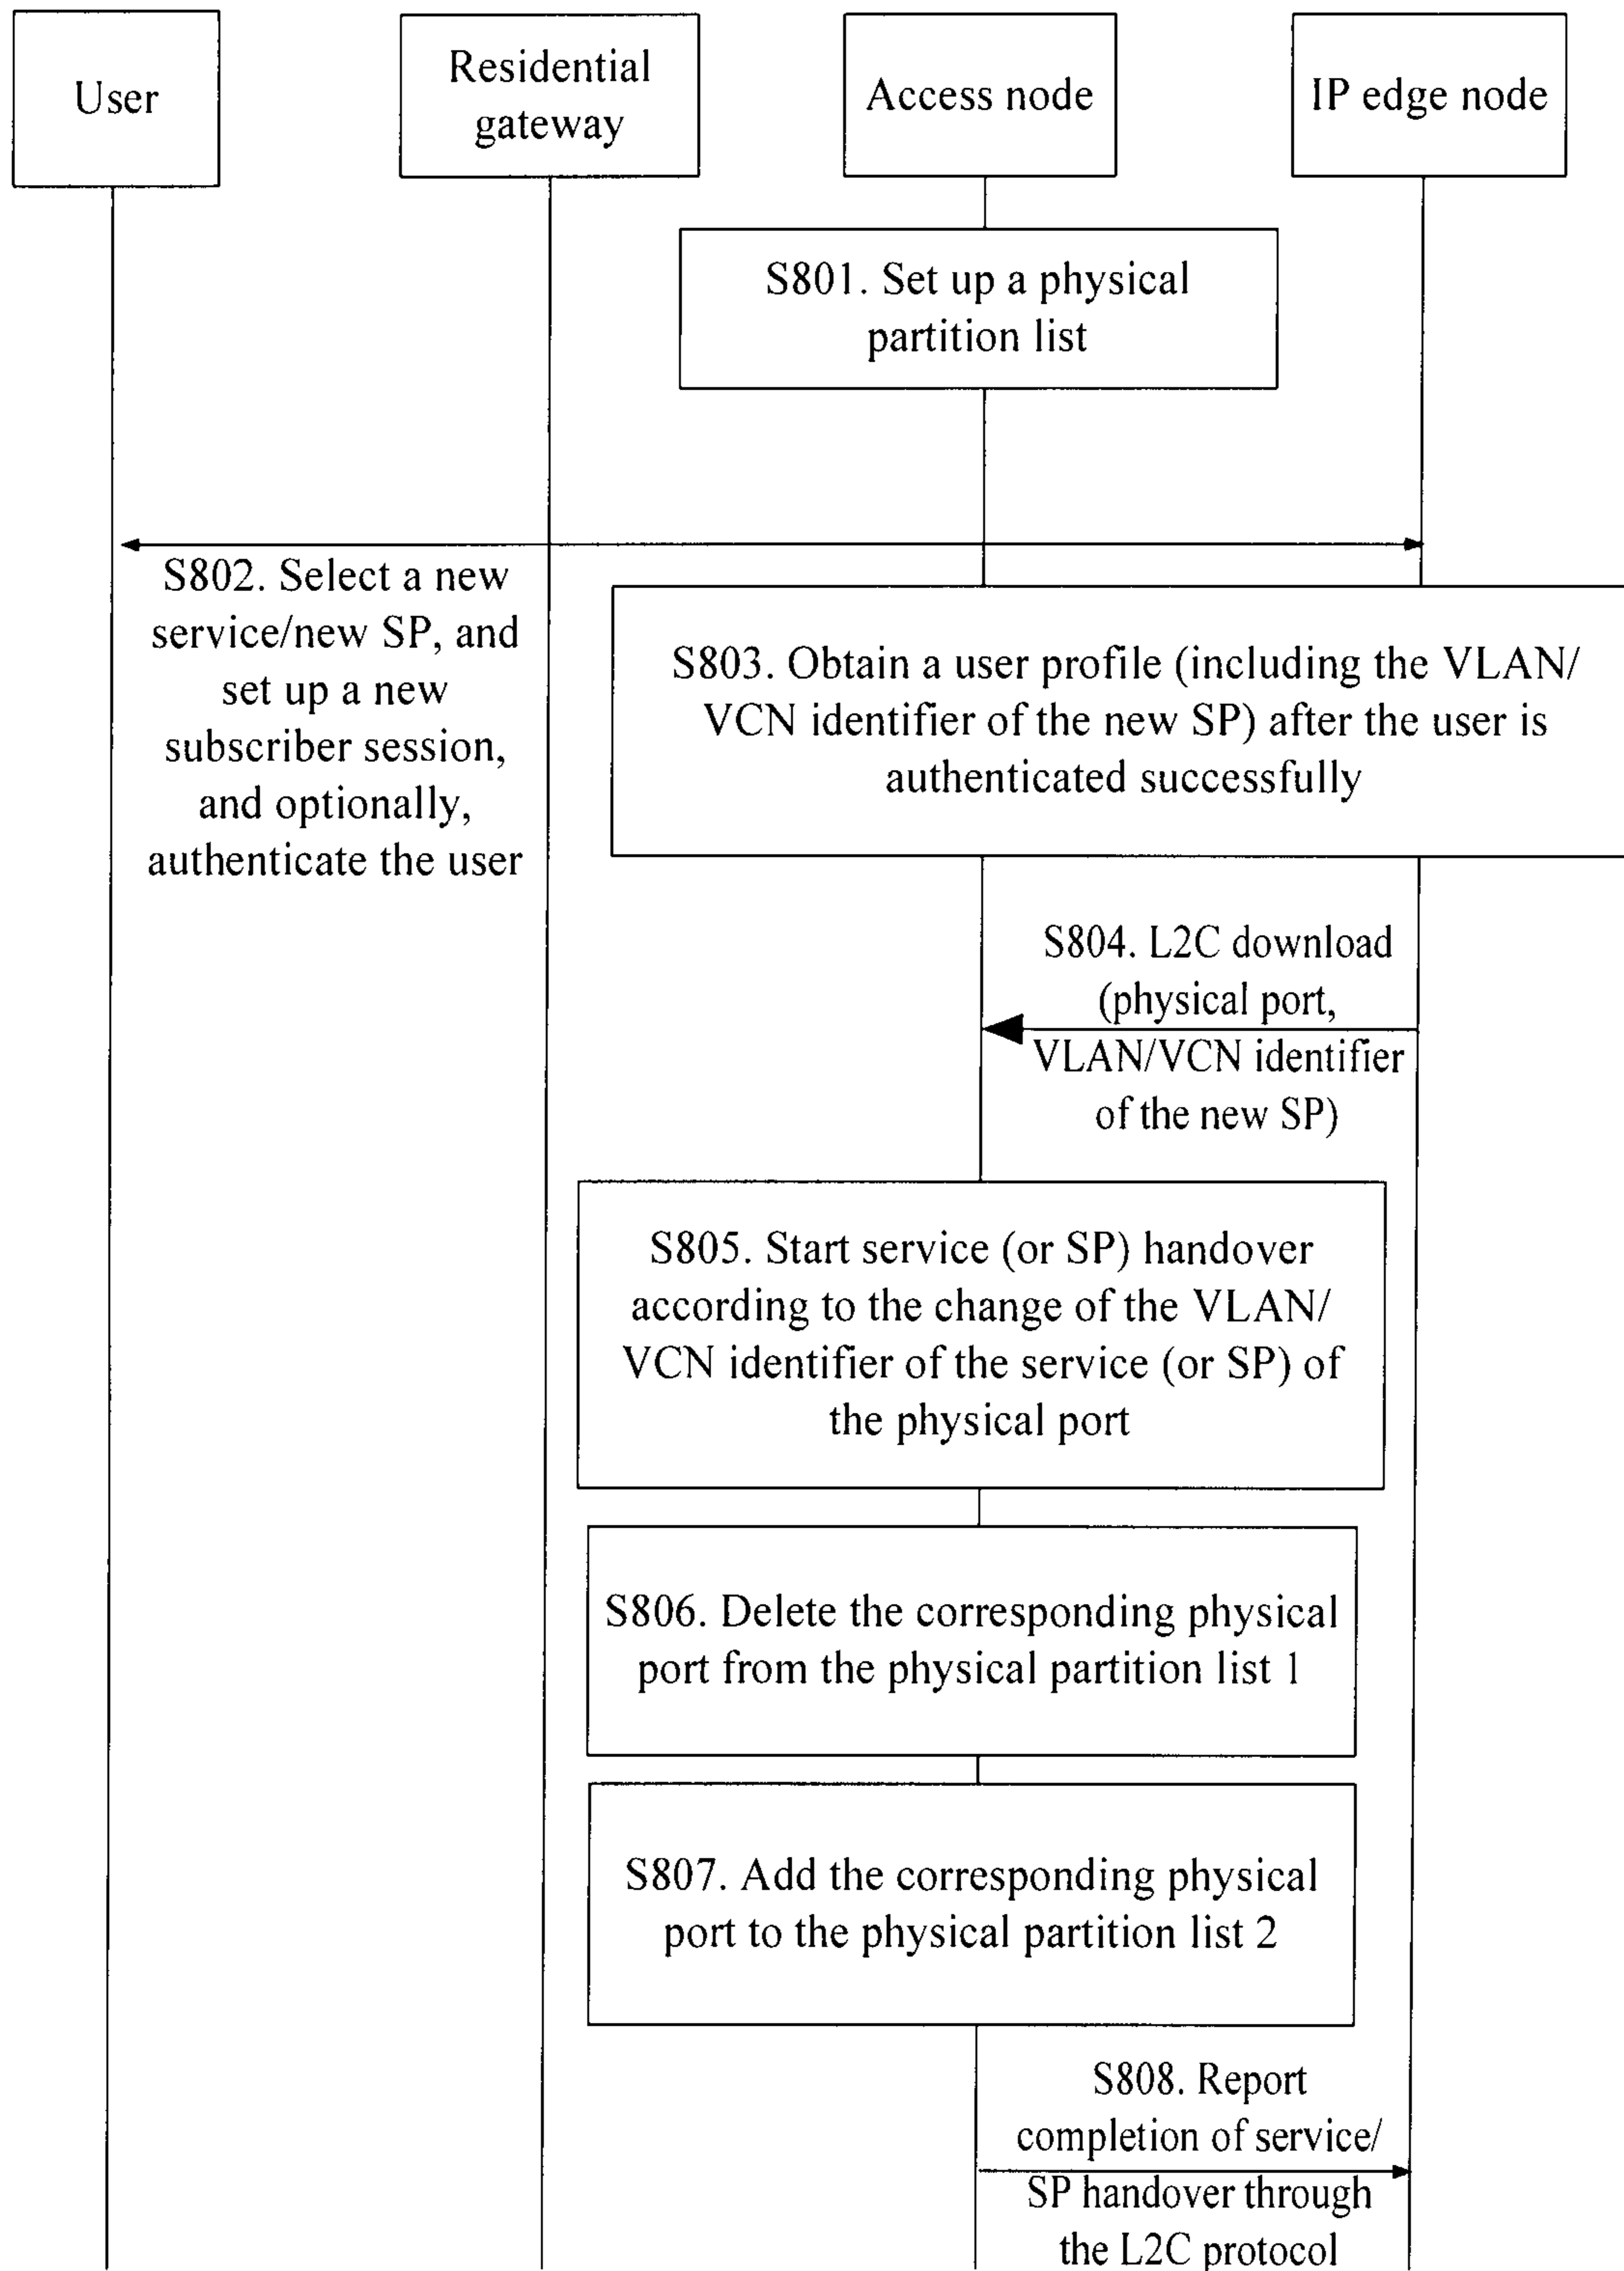 User
Residential
gateway
Access node
IP edge node
S801. Set up a physical
partition list
S802. Select a new
service/new SP, and
set up a new
subscriber session,
and optionally,
authenticate the user
S803. Obtain a user profile (including the VLAN/
VCN identifier of the new SP) after the user is
authenticated successfully
S804. L2C download
(physical port,
VLAN/VCN identifier
of the new SP)
S805. Start service (or SP) handover
according to the change of the VLAN/
VCN identifier of the service (or SP) of
the physical port
S806. Delete the corresponding physical
port from the physical partition list 1
S807. Add the corresponding physical
port to the physical partition list 2
S808. Report
completion of service/
SP handover through
the L2C protocol